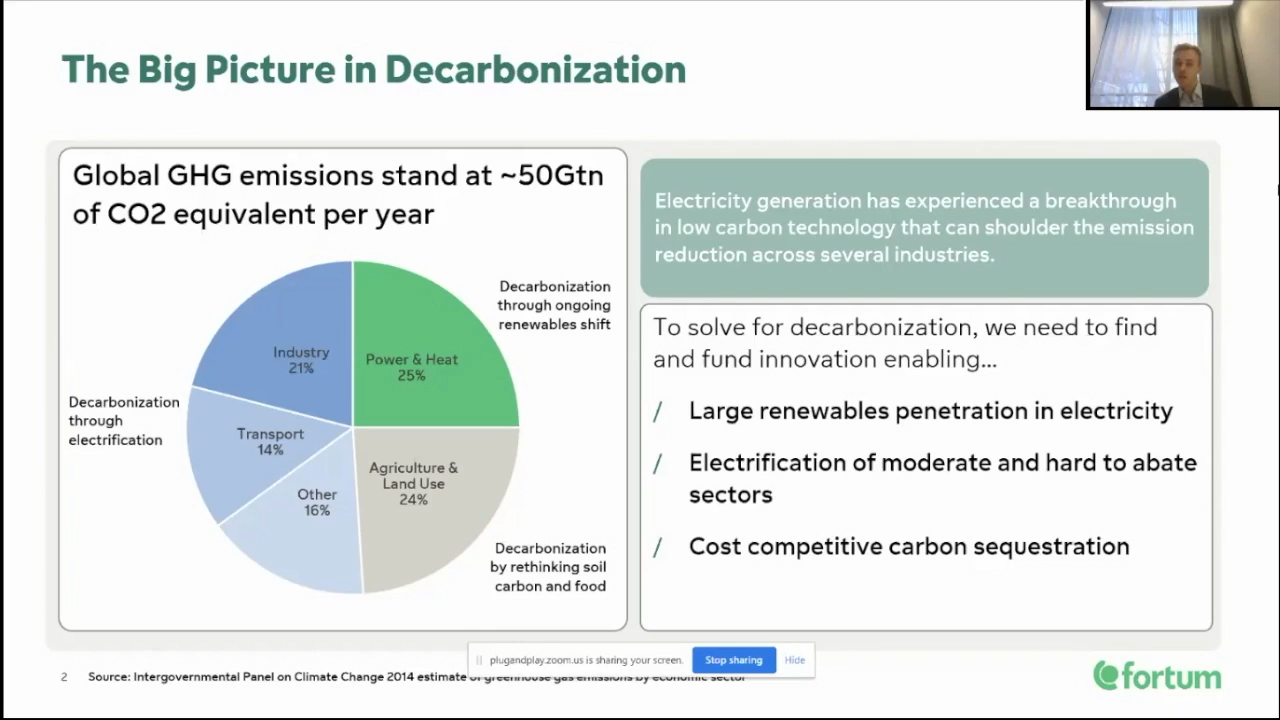 The Big Picture in Decarbonization
Global GHG emissions stand at ~50Gtn
of CO2 equivalent per year
Decarbonization
through ongoing
renewables shift
Industry
21%
Power & Heat
25%
Decarbonization
through
electrification
Transport
14%
Agriculture &
Land Use
24%
Other
16%
Decarbonization
by rethinking soil
carbon and food
Electricity generation has experienced a breakthrough
in low carbon technology that can shoulder the emission
reduction across several industries.
To solve for decarbonization, we need to find
and fund innovation enabling...
/ Large renewables penetration in electricity
/ Electrification of moderate and hard to abate
sectors
/ Cost competitive carbon sequestration
plugandplay.zoom.us is sharing your screen.
Stop sharing
Hide
2
Source: Intergovernmental Panel on Climate Change 2014 estimate of greenhouse gas emissions by economic sector
fortum